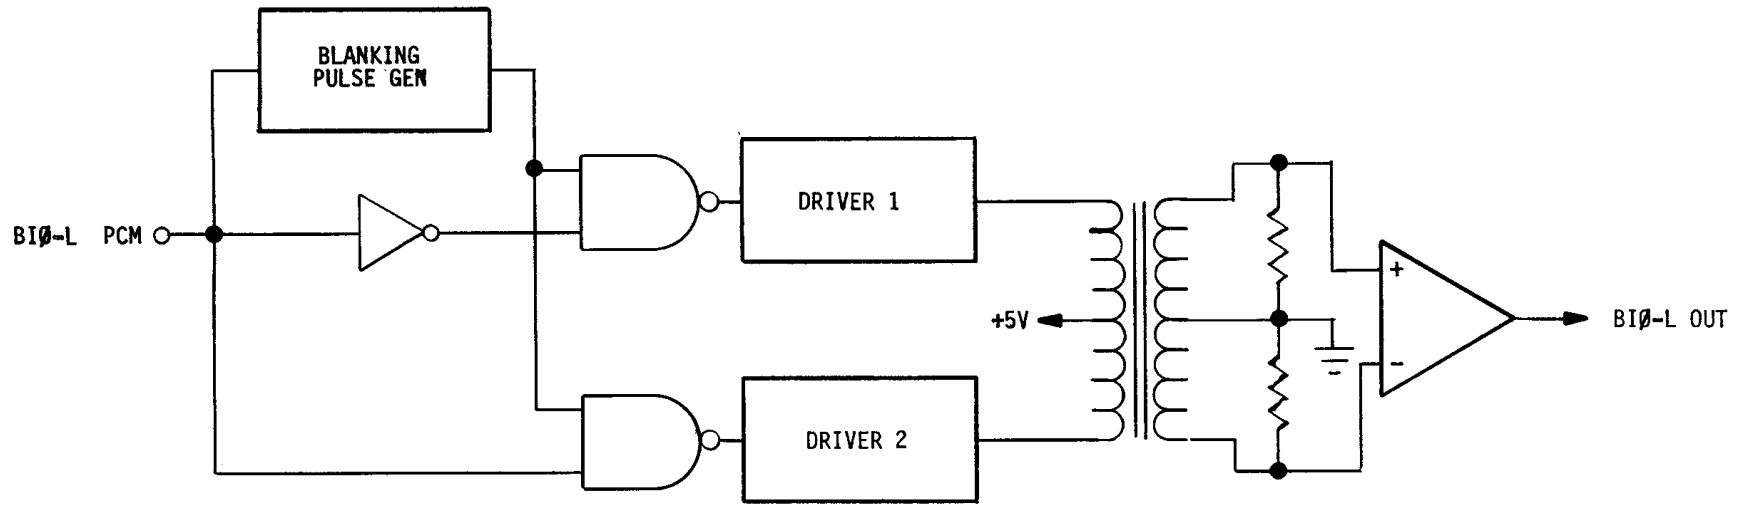 BLANKING
PULSE GEN
BIØ-L PCM
DRIVER 1
+5V
DRIVER 2
+
-
BIØ-L OUT